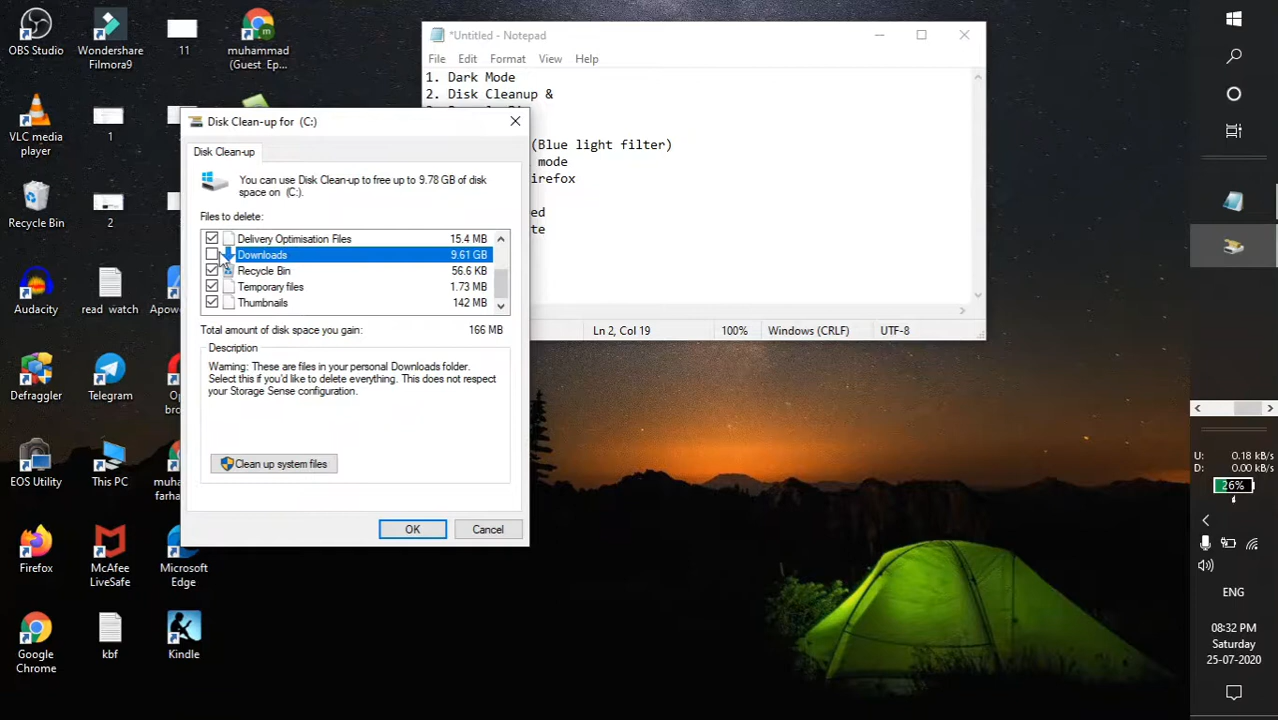 OBS Studio
Wondershare
Filmora9
11
muhammad
(Guest_Ep...
VLC media
player
1
Recycle Bin
2
Audacity
read_watch
Apow
Defraggler
Telegram
Op
bro
EOS Utility
This PC
muh
farha
Firefox
McAfee
LiveSafe
Microsoft
Edge
Google
Chrome
kbf
Kindle
*Untitled - Notepad
File Edit Format View Help
1. Dark Mode
2. Disk Cleanup &
(Blue light filter)
mode
irefox
ed
te
Ln 2, Col 19 100% Windows (CRLF) UTF-8
Disk Clean-up for (C:)
Disk Clean-up
You can use Disk Clean-up to free up to 9.78 GB of disk
space on (C:).
Files to delete:
Delivery Optimisation Files 15.4 MB
Downloads 9.61 GB
Recycle Bin 56.6 KB
Temporary files 1.73 MB
Thumbnails 142 MB
Total amount of disk space you gain: 166 MB
Description
Warning: These are files in your personal Downloads folder.
Select this if you'd like to delete everything. This does not respect
your Storage Sense configuration.
Clean up system files
OK Cancel
U: 0.18 kB/s
D: 0.00 kB/s
26%
ENG
08:32 PM
Saturday
25-07-2020